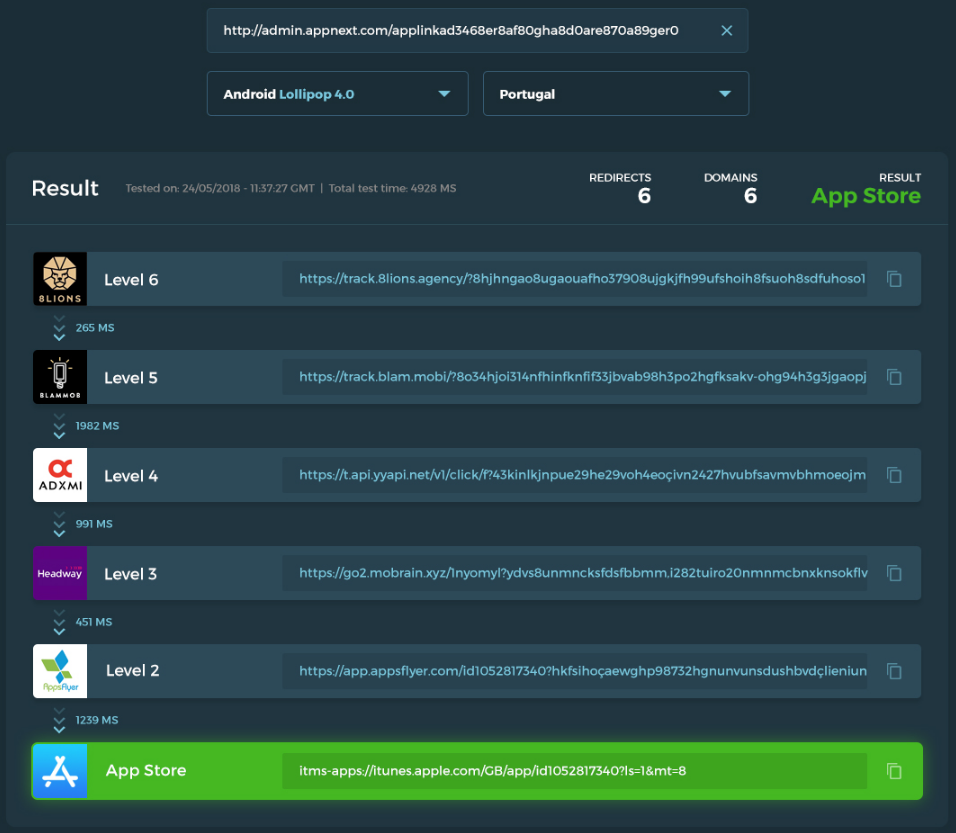 http://admin.appnext.com/applinkad3468er8af80gha8d0are870a89ger0
Android Lollipop 4.0
Portugal
Result
Tested on: 24/05/2018 - 11:37:27 GMT | Total test time: 4928 MS
REDIRECTS
6
DOMAINS
6
RESULT
App Store
8LIONS
Level 6
https://track.8lions.agency/?8hjhngao8ugaouafho37908ujgkjfh99ufshoih8fsuoh8sdfuhoso1
265 MS
BLAMMOB
Level 5
https://track.blam.mobi/?8o34hjoi314nfhinfknfif33jbvab98h3po2hgfksakv-ohg94h3g3jgaopj
1982 MS
ADXMI
Level 4
https://t.api.yyapi.net/v1/click/f?43kinlkjnpue29he29voh4eoçivn2427hvubfsavmvbhmoeojm
991 MS
Headway
Level 3
https://go2.mobrain.xyz/1nyomyl?ydvs8unmncksfdsfbbmm,i282tuiro20nmnmcbnxknsokflv
451 MS
AppsFlyer
Level 2
https://app.appsflyer.com/id1052817340?hkfsihoçaewghp98732hgnunvunsdushbvdçlieniun
1239 MS
App Store
itms-apps://itunes.apple.com/GB/app/id1052817340?ls=1&mt=8